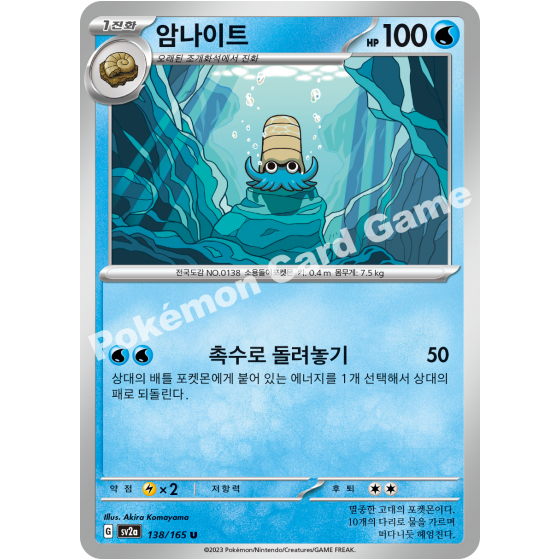 1진화
암나이트
HP 100
오래된 조개화석에서 진화
전국도감 NO.0138 소용돌이포켓몬 키: 0.4 m 몸무게: 7.5 kg
Pokémon Card Game
촉수로 돌려놓기 50
상대의 배틀 포켓몬에게 붙어 있는 에너지를 1개 선택해서 상대의
패로 되돌린다.
약점 ×2 저항력 후퇴
Illus. Akira Komayama
G sv2a 138/165 U
멸종한 고대의 포켓몬이다.
10개의 다리로 물을 가르며
떠다니듯 헤엄친다.
©2023 Pokémon/Nintendo/Creatures/GAME FREAK.